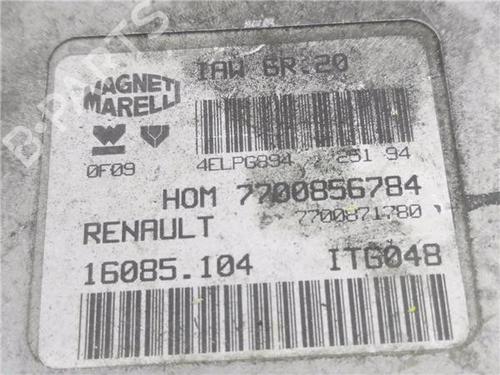 MAGNETI
MARELLI
IAW 6R.20
0F09
4ELPG894 251 94
HOM 7700856784
7700871780
RENAULT
16085.104 ITG048
B-PARTS